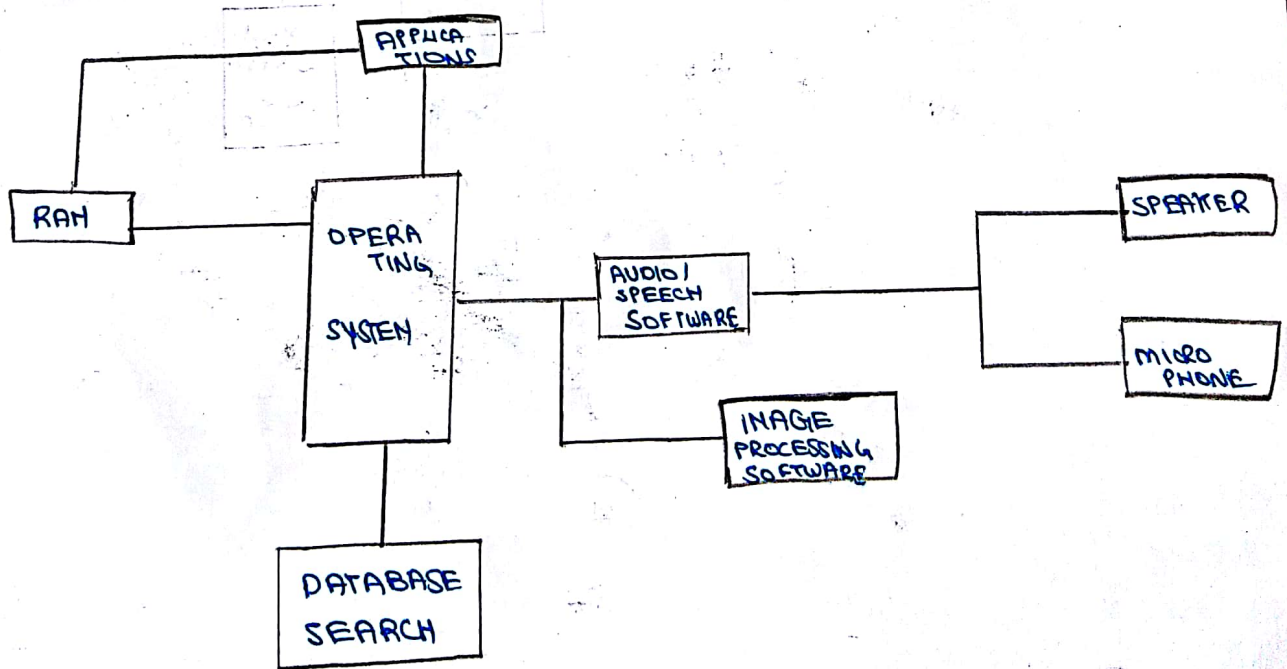 APPLICA
TIONS
RAM
OPERA
TING
SYSTEM
AUDIO/
SPEECH
SOFTWARE
SPEAKER
MICRO
PHONE
IMAGE
PROCESSING
SOFTWARE
DATABASE
SEARCH